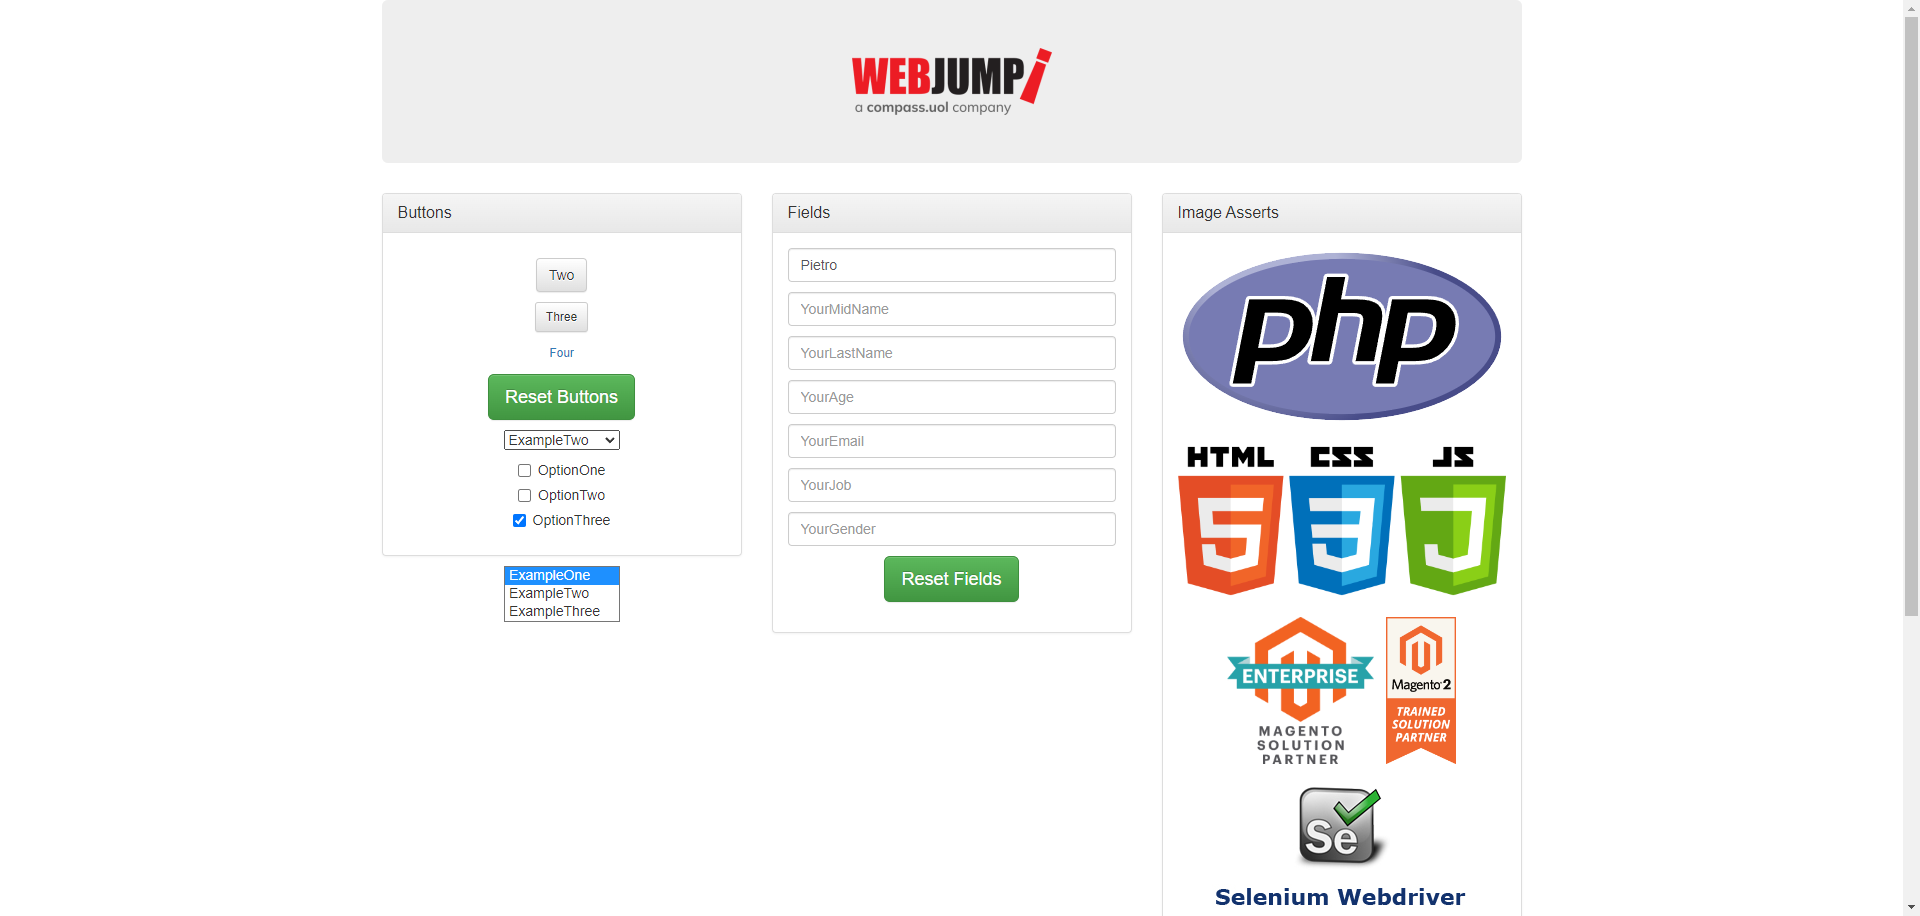 WEBJUMP
a compass.uol company
Buttons
Two
Three
Four
Reset Buttons
ExampleTwo
OptionOne
OptionTwo
OptionThree
ExampleOne
ExampleTwo
ExampleThree
Fields
Pietro
YourMidName
YourLastName
YourAge
YourEmail
YourJob
YourGender
Reset Fields
Image Asserts
php
HTML CSS JS
5 3 J
ENTERPRISE
MAGENTO
SOLUTION
PARTNER
Magento 2
TRAINED
SOLUTION
PARTNER
Se
Selenium Webdriver